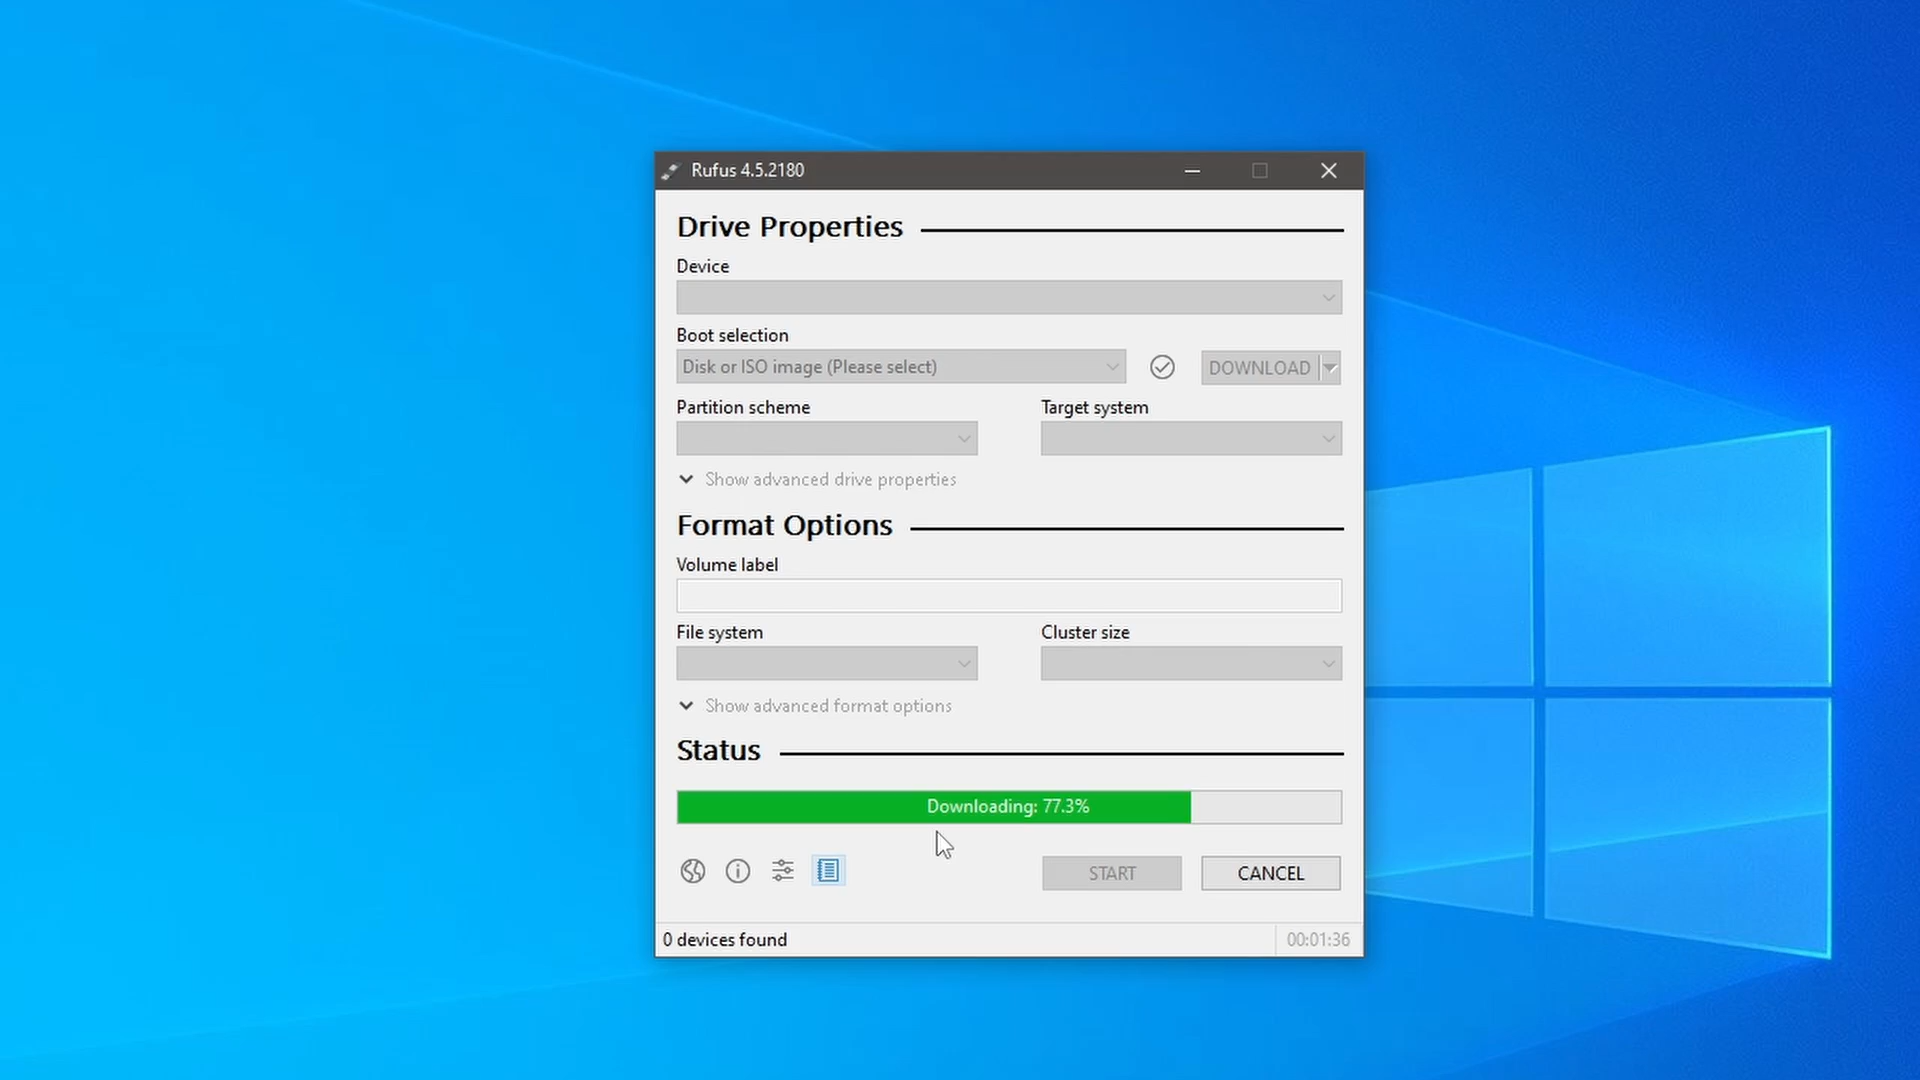 Rufus 4.5.2180
Drive Properties
Device
Boot selection
Disk or ISO image (Please select)
DOWNLOAD
Partition scheme
Target system
Show advanced drive properties
Format Options
Volume label
File system
Cluster size
Show advanced format options
Status
Downloading: 77.3%
START
CANCEL
0 devices found
00:01:36